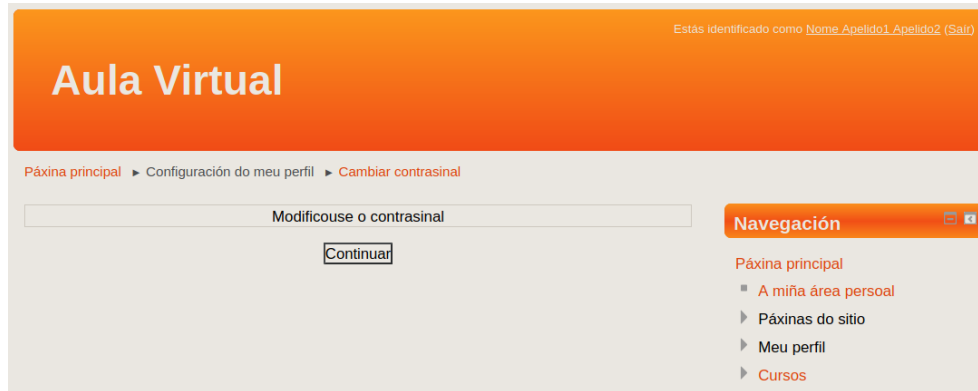 Estás identificado como Nome Apelido1 Apelido2 (Saír)
Aula Virtual
Páxina principal ► Configuración do meu perfil ► Cambiar contrasinal
Modificouse o contrasinal
Continuar
Navegación
Páxina principal
A miña área persoal
Páxinas do sitio
Meu perfil
Cursos